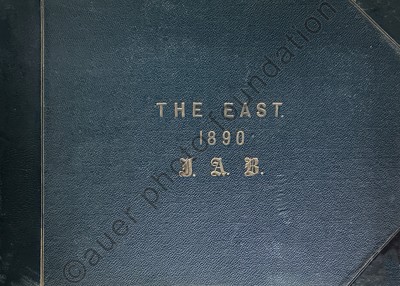 THE EAST.
1890
J. A. B.
©auer photo foundation